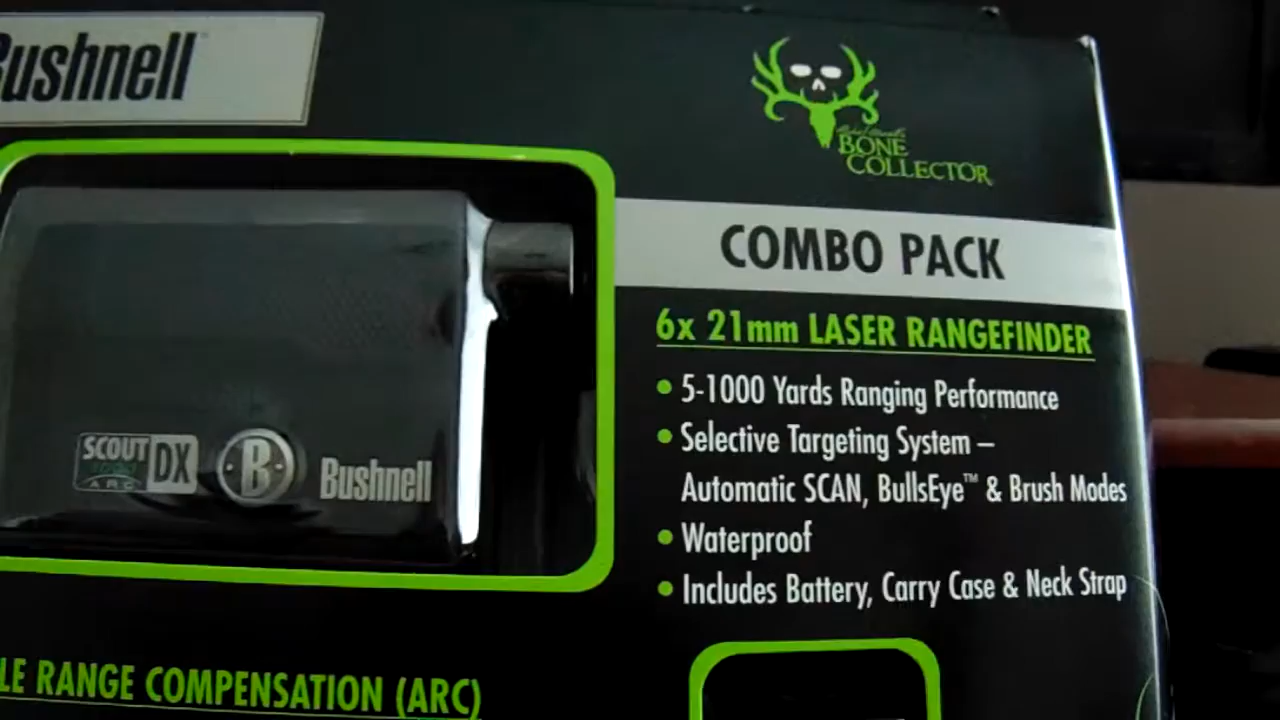 Bushnell
BONE
COLLECTOR
COMBO PACK
6x 21mm LASER RANGEFINDER
• 5-1000 Yards Ranging Performance
• Selective Targeting System –
Automatic SCAN, BullsEye™ & Brush Modes
• Waterproof
• Includes Battery, Carry Case & Neck Strap
SCOUT DX
ARC
B
Bushnell
LE RANGE COMPENSATION (ARC)